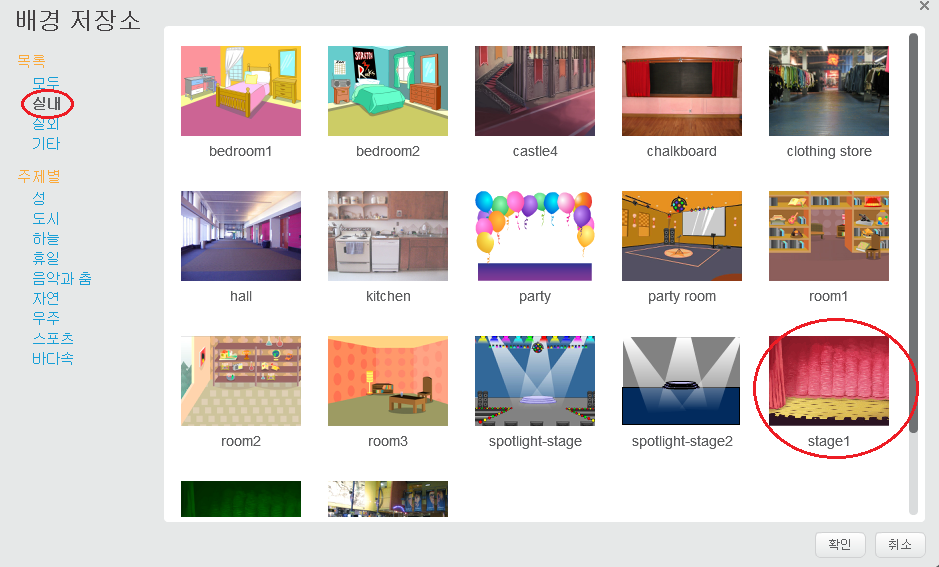 배경 저장소
목록
모두
실내
실외
기타
주제별
성
도시
하늘
휴일
음악과 춤
자연
우주
스포츠
바다속
bedroom1
bedroom2
castle4
chalkboard
clothing store
hall
kitchen
party
party room
room1
room2
room3
spotlight-stage
spotlight-stage2
stage1
확인
취소